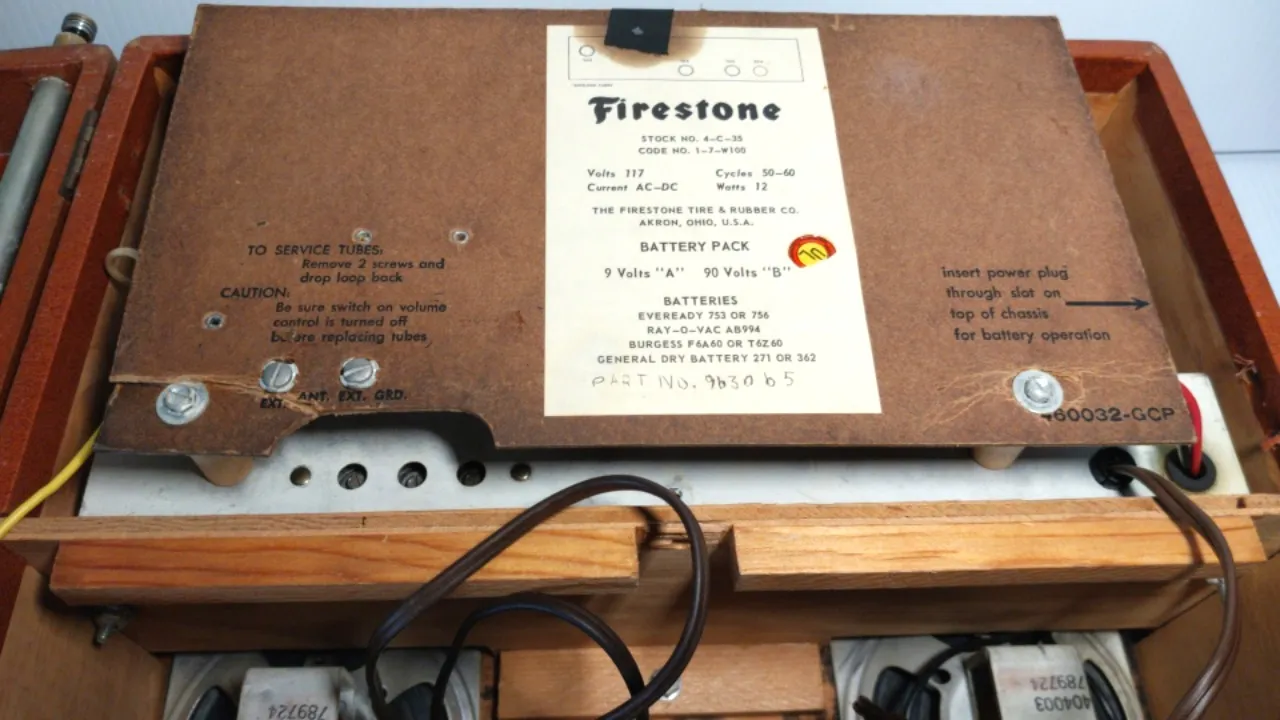 Firestone
STOCK NO. 4-C-35
CODE NO. 1-7-W100
Volts 117 Cycles 50-60
Current AC-DC Watts 12
THE FIRESTONE TIRE & RUBBER CO.
AKRON, OHIO, U.S.A.
BATTERY PACK
9 Volts "A" 90 Volts "B"
10
BATTERIES
EVEREADY 753 OR 756
RAY-O-VAC AB994
BURGESS F6A60 OR T6Z60
GENERAL DRY BATTERY 271 OR 362
PART NO. 963065
TO SERVICE TUBES:
Remove 2 screws and
drop loop back
CAUTION:
Be sure switch on volume
control is turned off
before replacing tubes
EXT. ANT. EXT. GRD.
insert power plug
through slot on
top of chassis
for battery operation
460032-GCP
789724
404003
789724